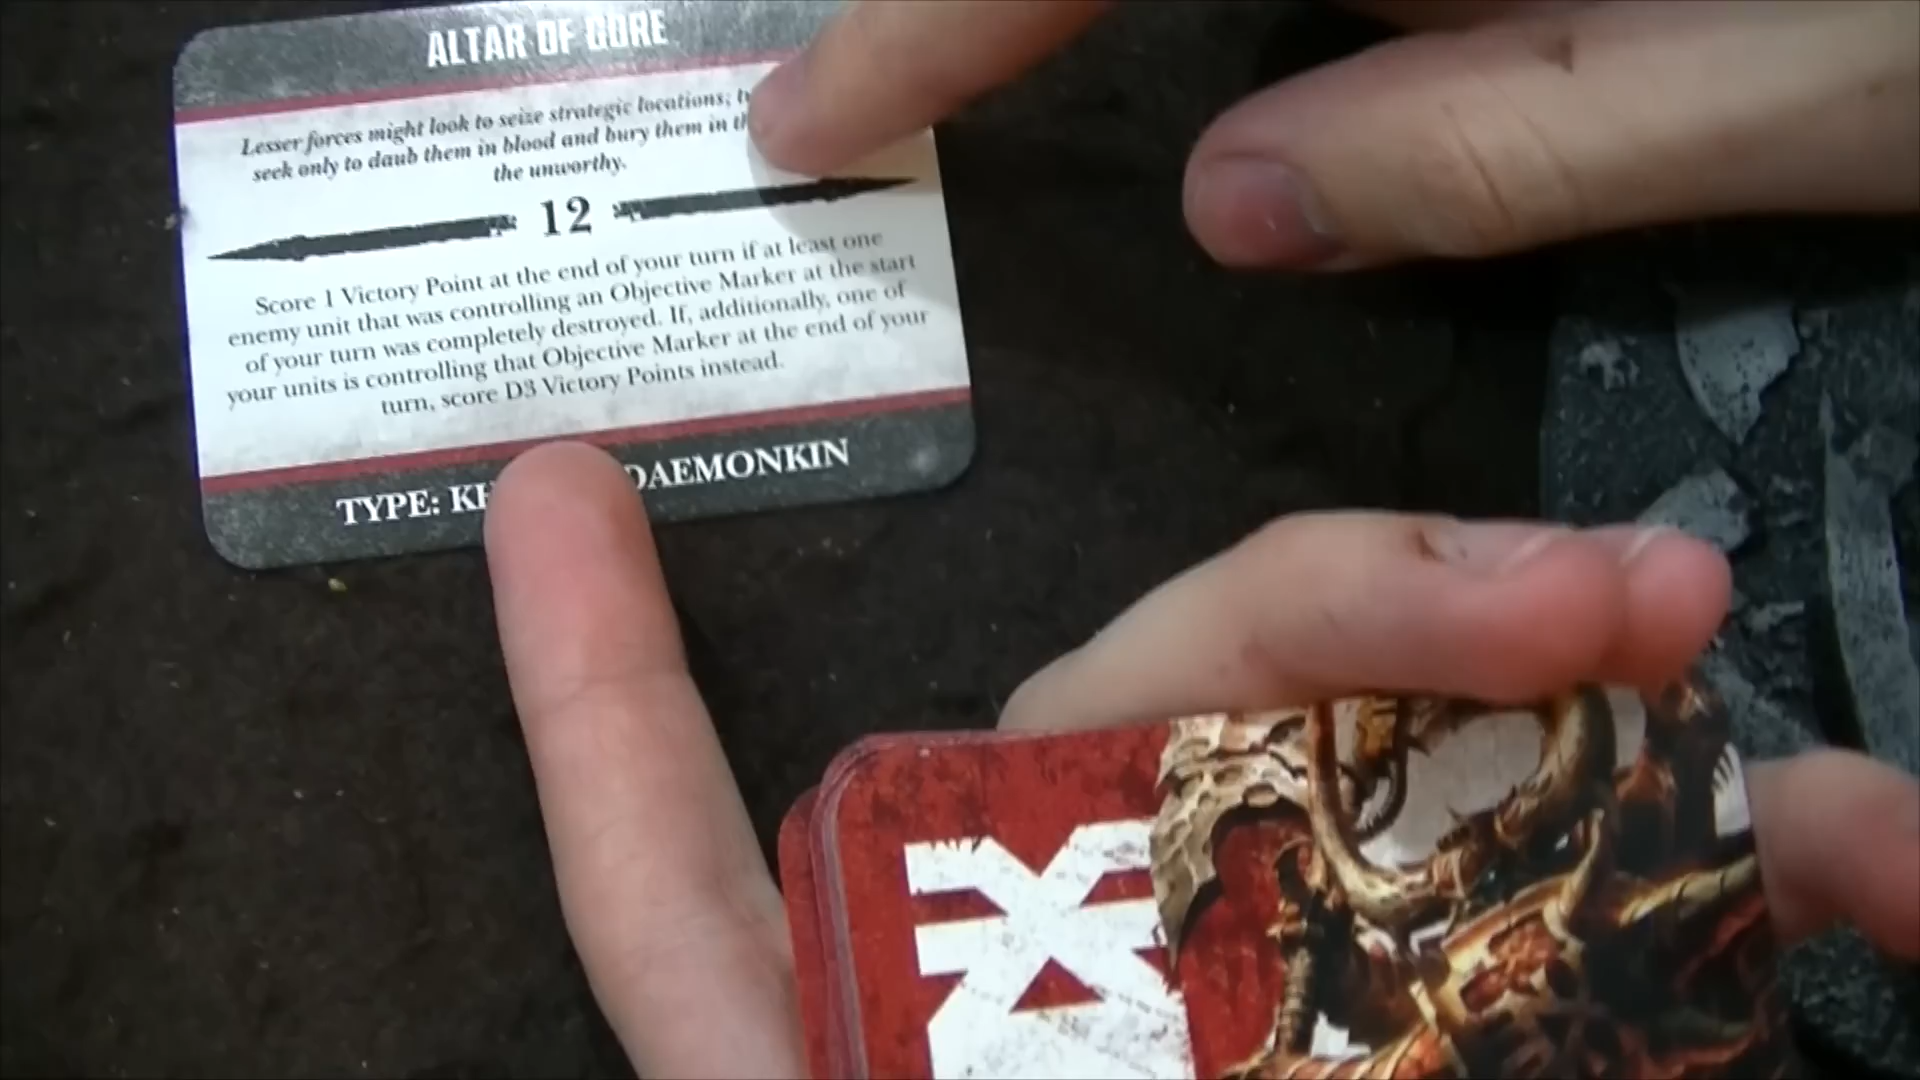 ALTAR OF GORE
Lesser forces might look to seize strategic locations;
seek only to daub them in blood and bury them in
the unworthy.
12
Score 1 Victory Point at the end of your turn if at least one
enemy unit that was controlling an Objective Marker at the start
of your turn was completely destroyed. If, additionally, one of
your units is controlling that Objective Marker at the end of your
turn, score D3 Victory Points instead.
TYPE: DAEMONKIN